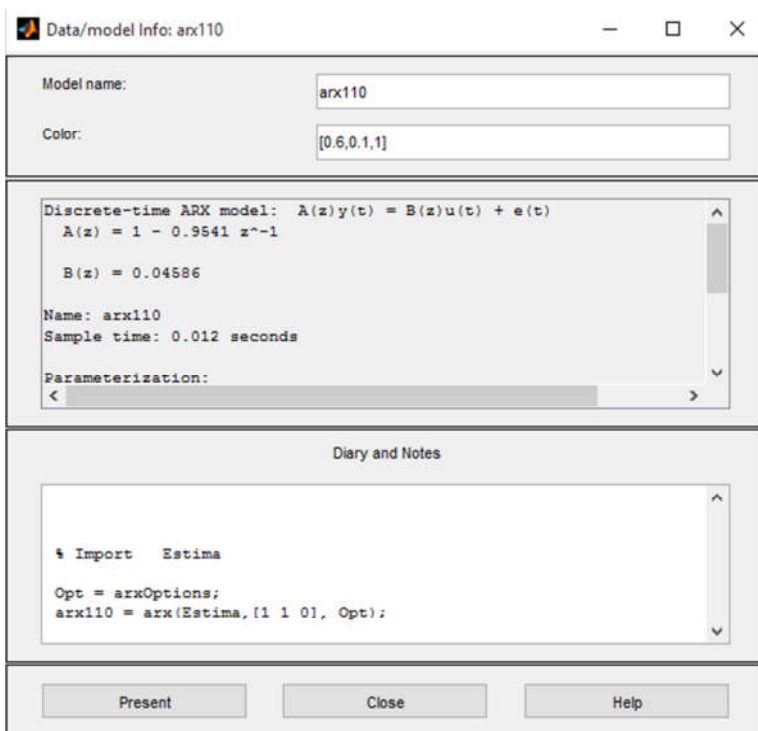 Data/model Info: arx110
Model name:
arx110
Color:
[0.6,0.1,1]
Discrete-time ARX model:  A(z)y(t) = B(z)u(t) + e(t)
A(z) = 1 - 0.9541 z^-1
B(z) = 0.04586
Name: arx110
Sample time: 0.012 seconds
Parameterization:
Diary and Notes
% Import   Estima
Opt = arxOptions;
arx110 = arx(Estima,[1 1 0], Opt);
Present
Close
Help